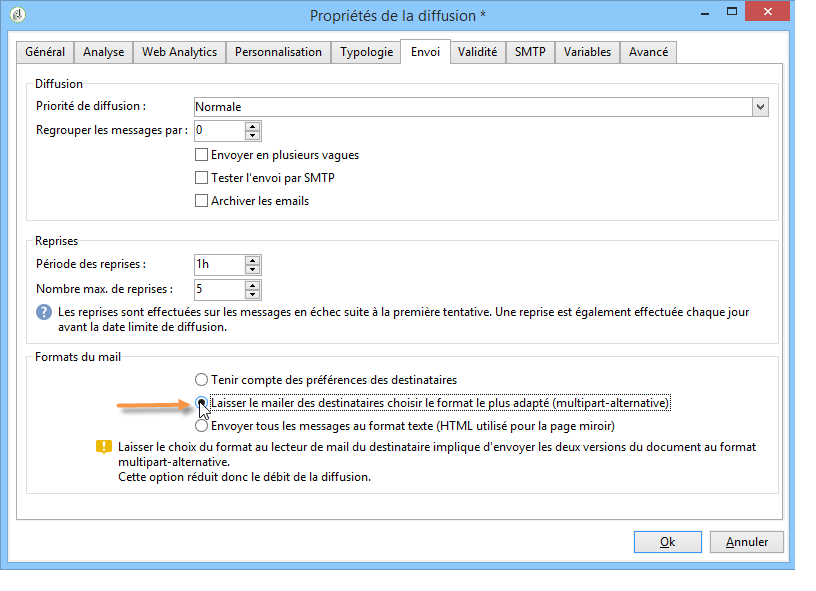 Propriétés de la diffusion *
Général Analyse Web Analytics Personnalisation Typologie Envoi Validité SMTP Variables Avancé
Diffusion
Priorité de diffusion : Normale
Regrouper les messages par : 0
Envoyer en plusieurs vagues
Tester l'envoi par SMTP
Archiver les emails
Reprises
Période des reprises : 1h
Nombre max. de reprises : 5
Les reprises sont effectuées sur les messages en échec suite à la première tentative. Une reprise est également effectuée chaque jour
avant la date limite de diffusion.
Formats du mail
Tenir compte des préférences des destinataires
Laisser le mailer des destinataires choisir le format le plus adapté (multipart-alternative)
Envoyer tous les messages au format texte (HTML utilisé pour la page miroir)
Laisser le choix du format au lecteur de mail du destinataire implique d'envoyer les deux versions du document au format
multipart-alternative.
Cette option réduit donc le débit de la diffusion.
Ok Annuler